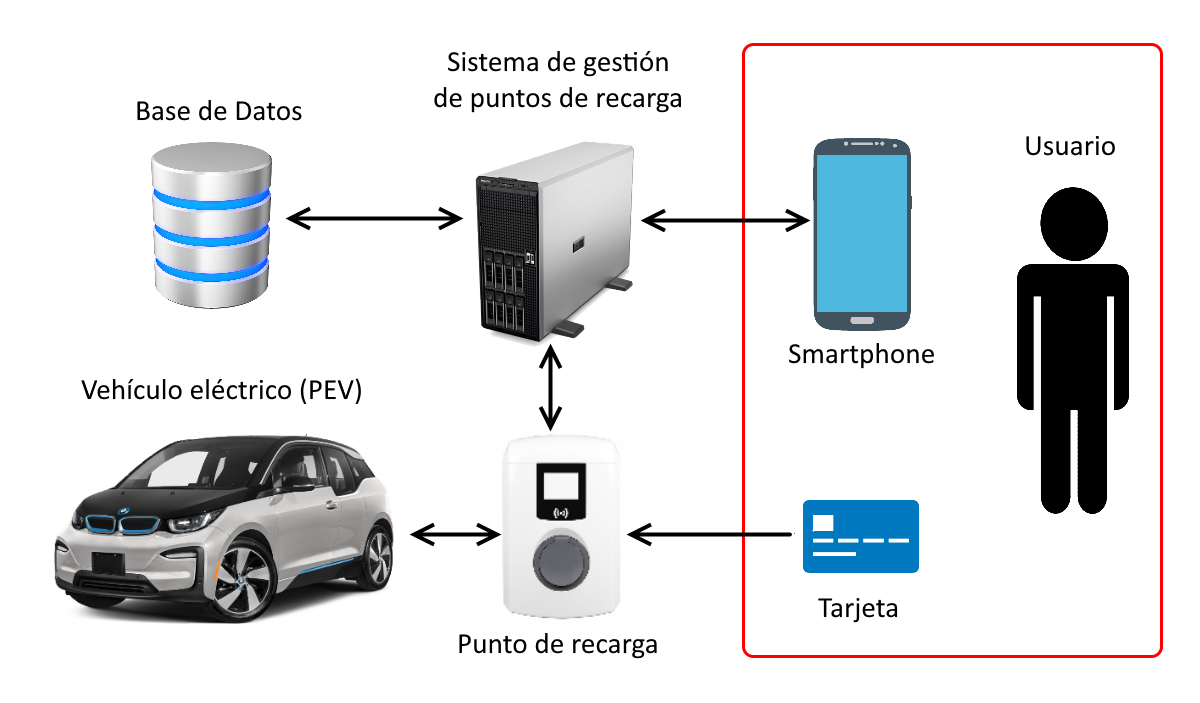 Sistema de gestión
de puntos de recarga
Base de Datos
Usuario
Smartphone
Vehículo eléctrico (PEV)
Tarjeta
Punto de recarga